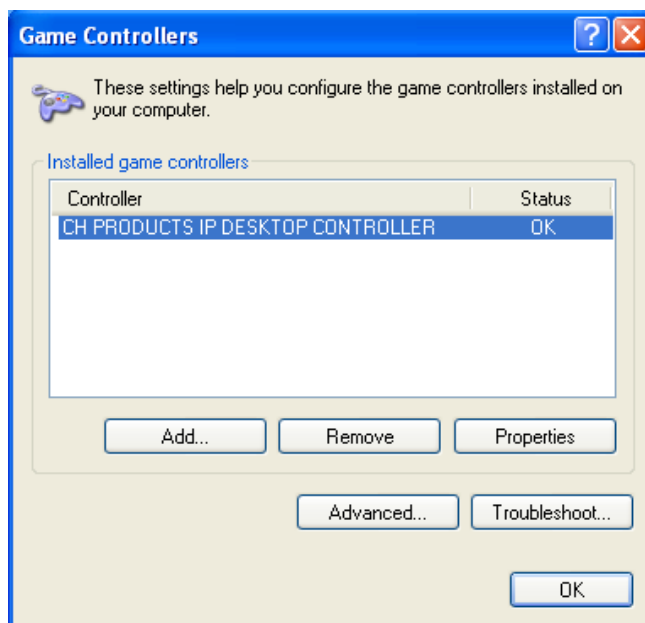 Game Controllers
These settings help you configure the game controllers installed on
your computer.
Installed game controllers
Controller Status
CH PRODUCTS IP DESKTOP CONTROLLER OK
Add... Remove Properties
Advanced... Troubleshoot...
OK